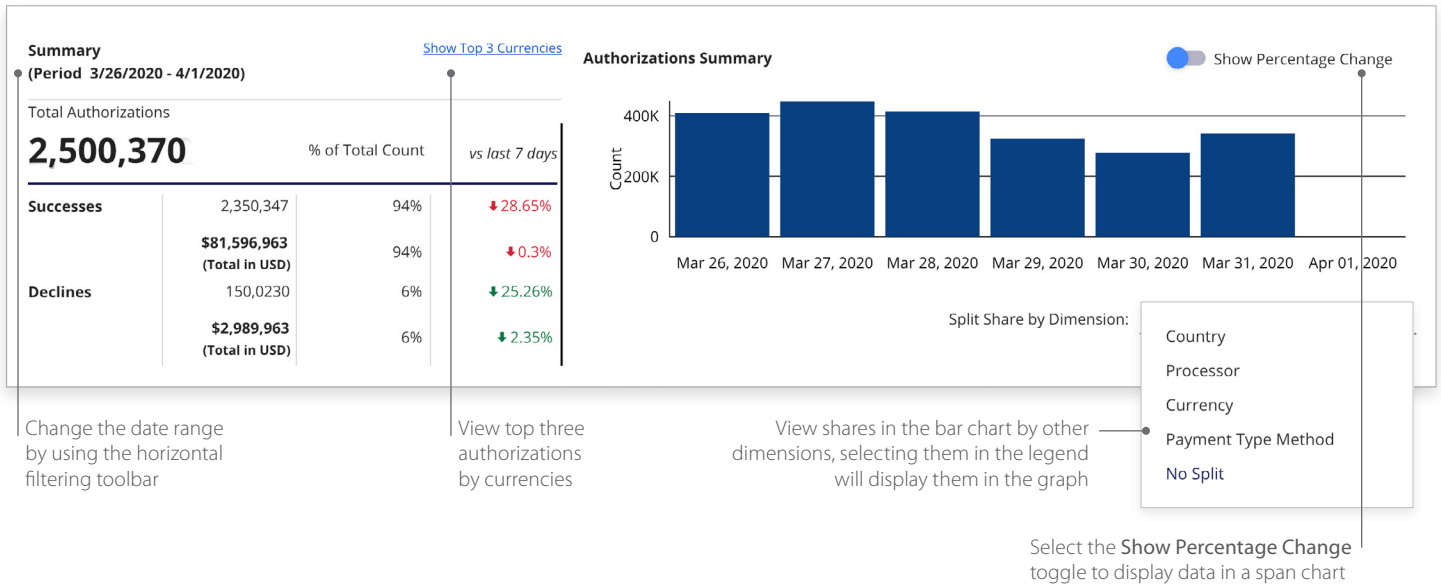 Summary
(Period 3/26/2020 - 4/1/2020)
Show Top 3 Currencies
Total Authorizations
2,500,370
% of Total Count
vs last 7 days
Successes 2,350,347 94% 28.65%
$81,596,963
(Total in USD)
94% 0.3%
Declines 150,0230 6% 25.26%
$2,989,963
(Total in USD)
6% 2.35%
Authorizations Summary
Show Percentage Change
400K
200K
0
Count
Mar 26, 2020 Mar 27, 2020 Mar 28, 2020 Mar 29, 2020 Mar 30, 2020 Mar 31, 2020 Apr 01, 2020
Split Share by Dimension:
Country
Processor
Currency
Payment Type Method
No Split
Change the date range
by using the horizontal
filtering toolbar
View top three
authorizations
by currencies
View shares in the bar chart by other
dimensions, selecting them in the legend
will display them in the graph
Select the Show Percentage Change
toggle to display data in a span chart